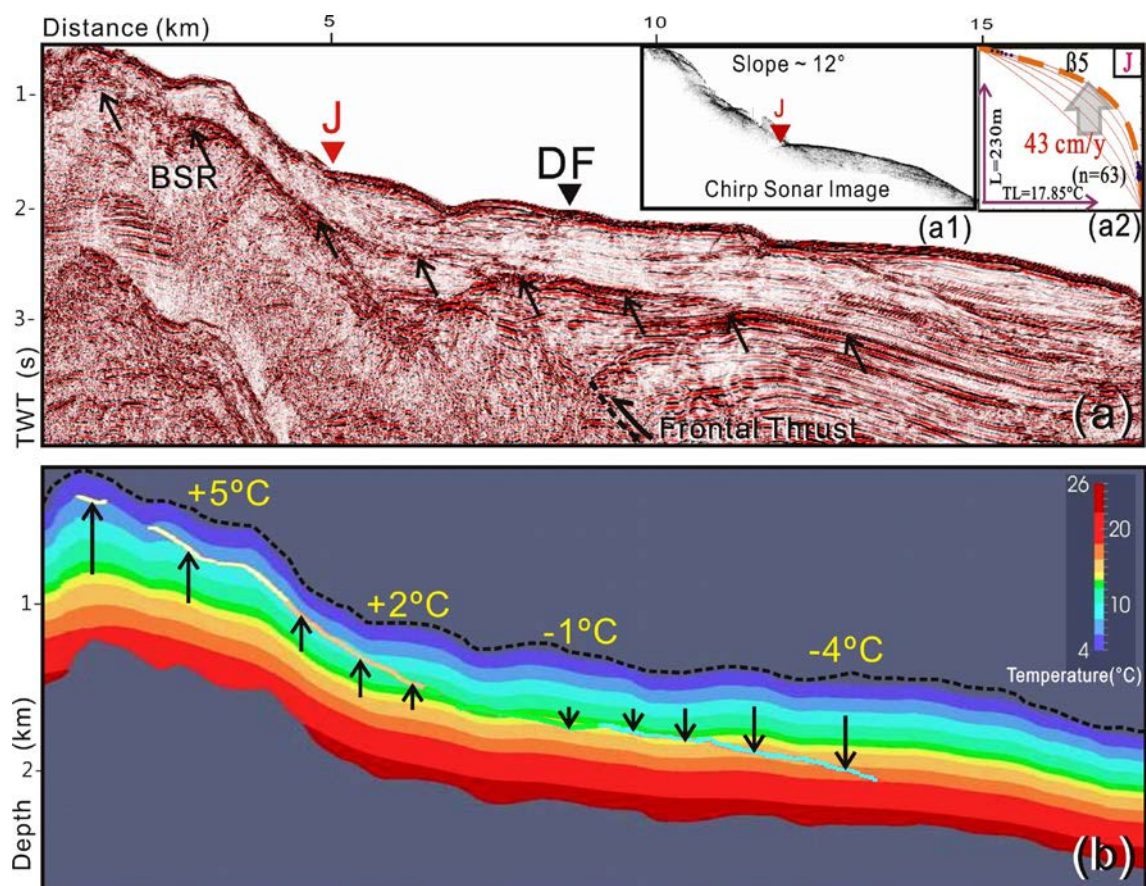 Distance (km)
5
10
15
1-
2-
3-
TWT (s)
BSR
J
DF
Frontal Thrust
(a)
Slope ~ 12°
J
Chirp Sonar Image
(a1)
ß5
J
L=230m
43 cm/y
(n=63)
TL=17.85°C
(a2)
+5°C
+2°C
-1°C
-4°C
26
20
10
4
Temperature(°C)
1-
2-
Depth (km)
(b)